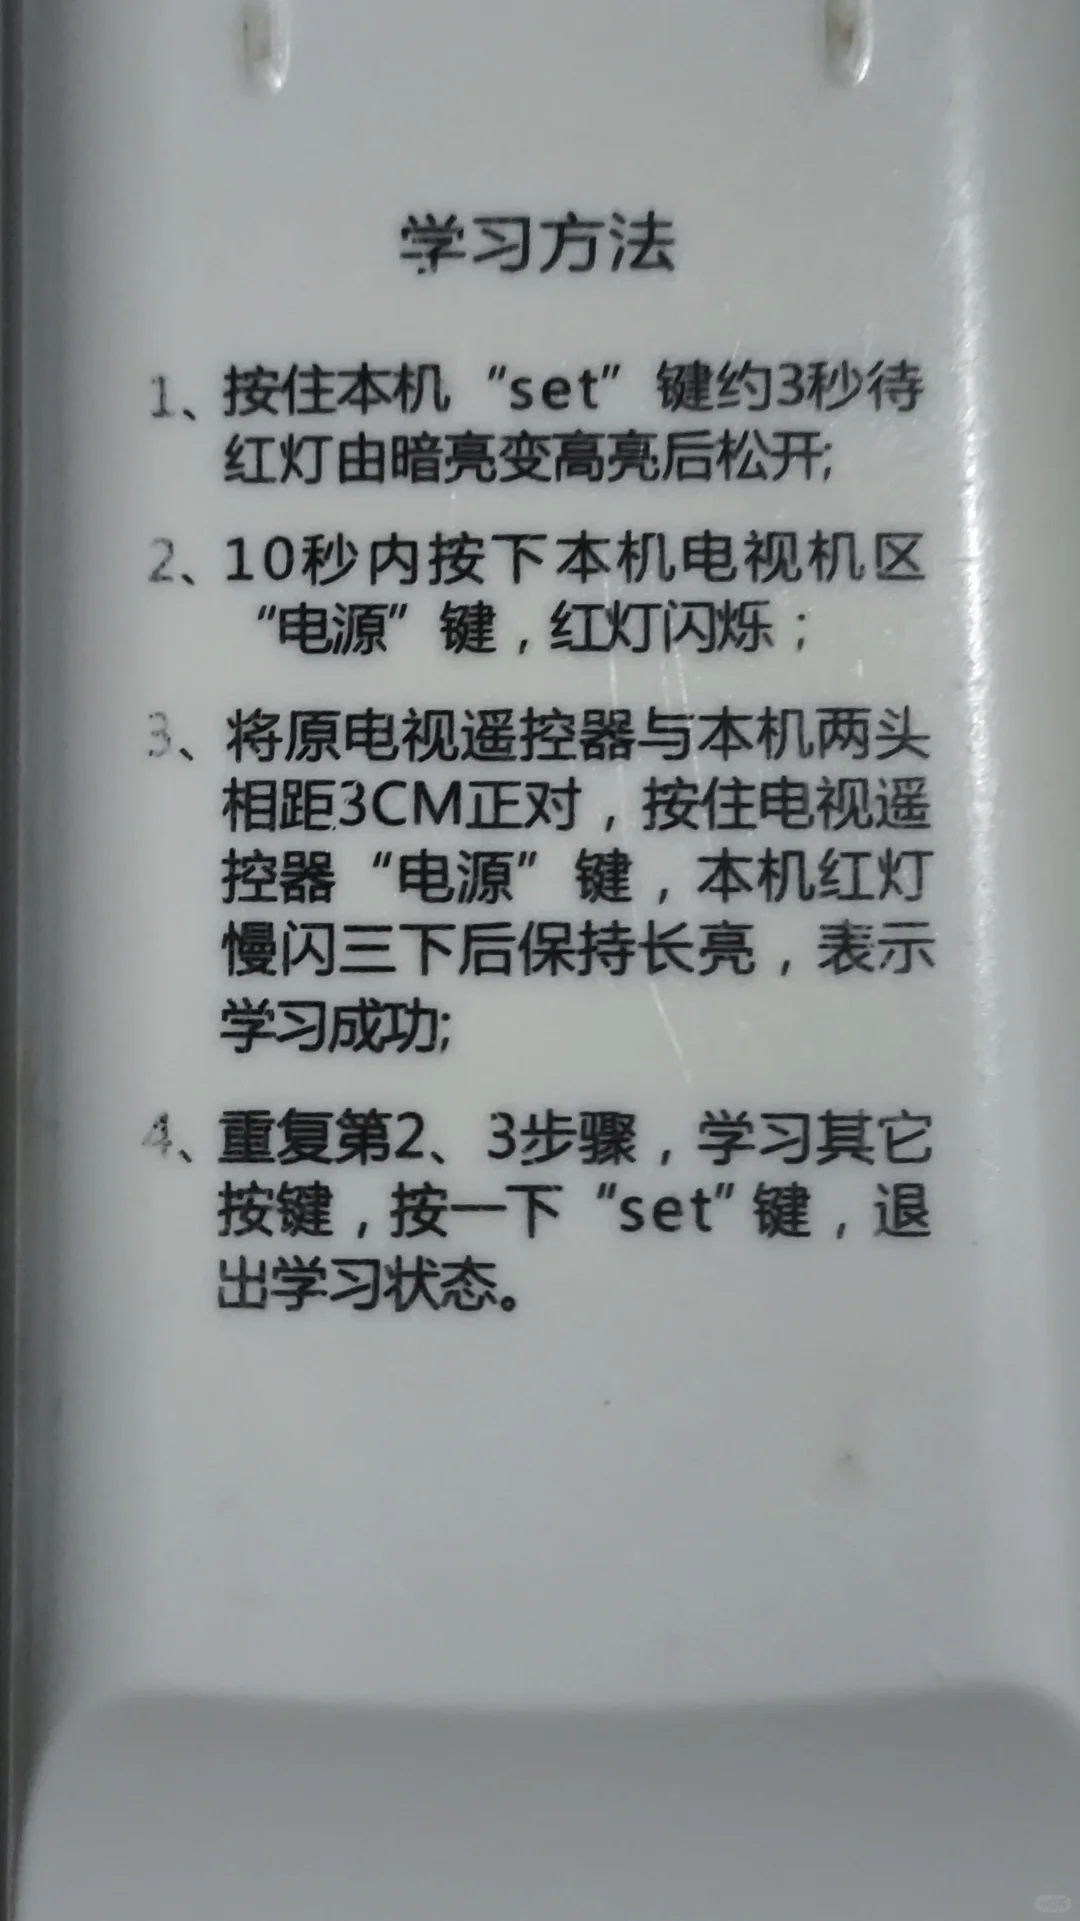 学习方法
1、按住本机“set”键约3秒待
红灯由暗亮变高亮后松开;
2、10秒内按下本机电视机区
“电源”键，红灯闪烁；
3、将原电视遥控器与本机两头
相距3CM正对，按住电视遥
控器“电源”键，本机红灯
慢闪三下后保持长亮，表示
学习成功;
4、重复第2、3步骤，学习其它
按键，按一下“set”键，退
出学习状态。